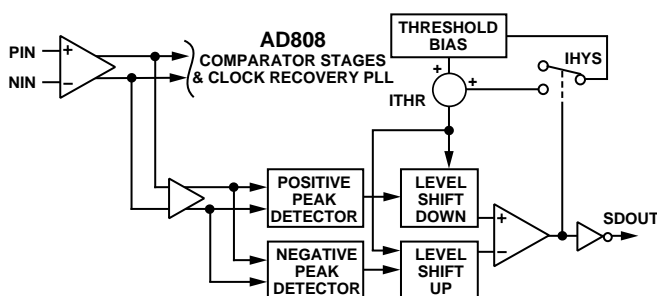 PIN
NIN
+
−
AD808
COMPARATOR STAGES
& CLOCK RECOVERY PLL
THRESHOLD
BIAS
+
+
ITHR
IHYS
POSITIVE
PEAK
DETECTOR
LEVEL
SHIFT
DOWN
NEGATIVE
PEAK
DETECTOR
LEVEL
SHIFT
UP
+
−
SDOUT